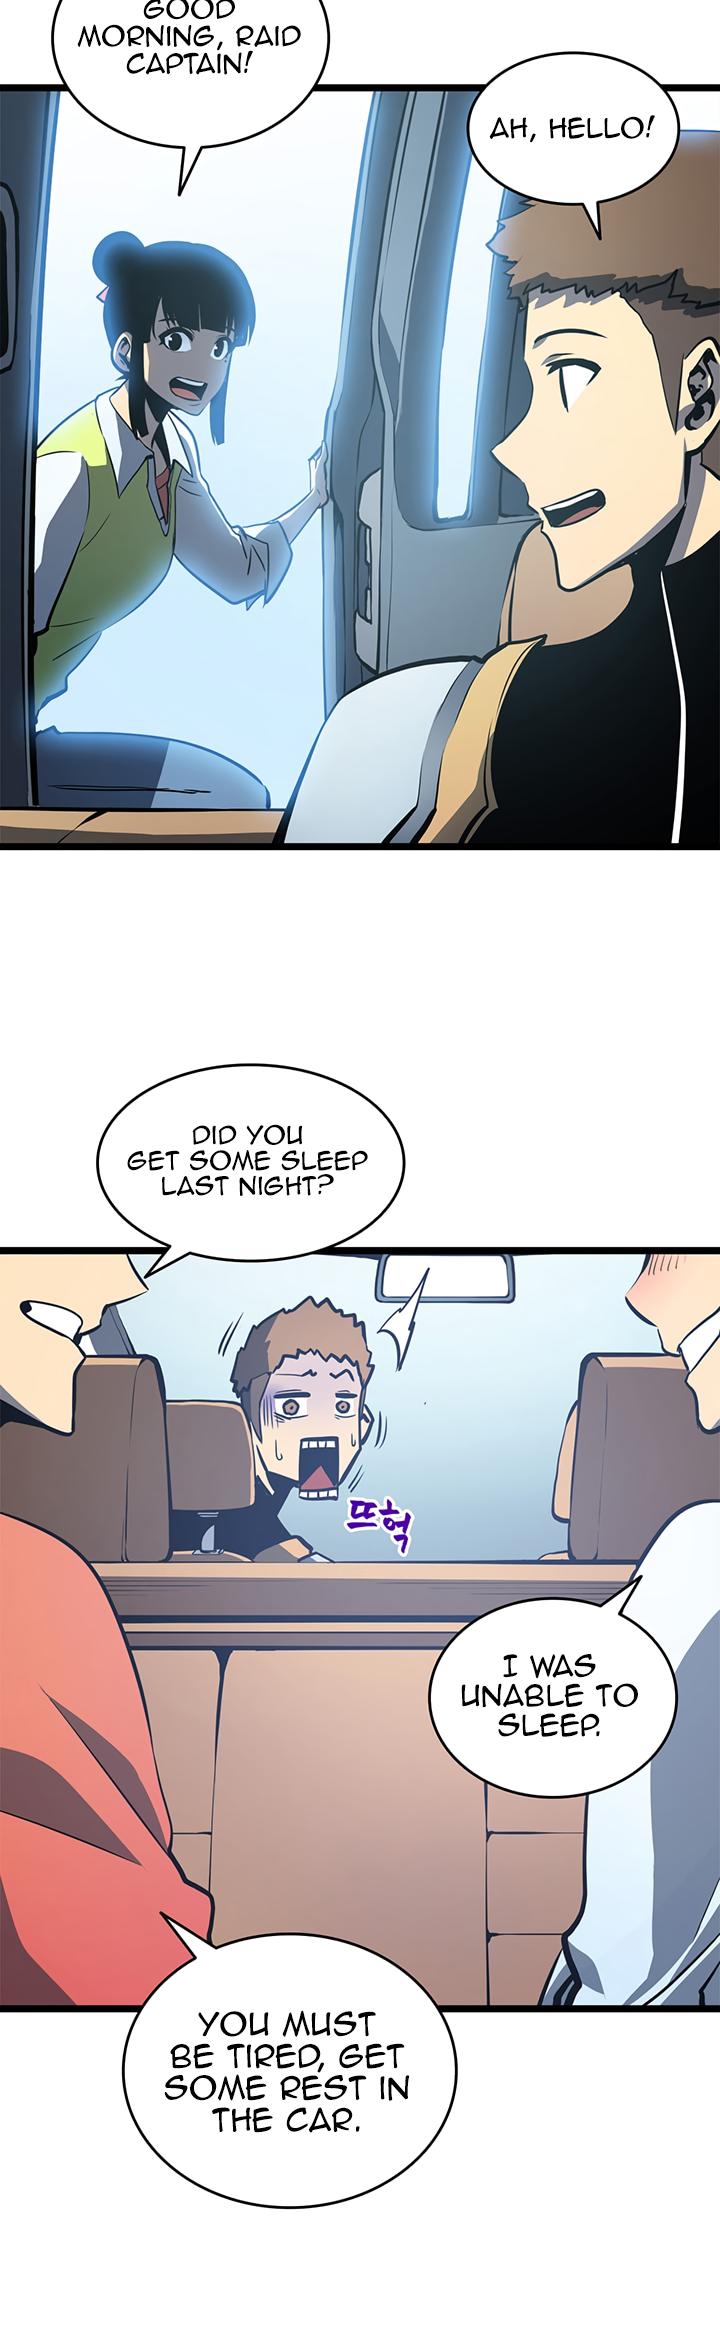 GOOD
MORNING, RAID
CAPTAIN!
AH, HELLO!
DID YOU
GET SOME SLEEP
LAST NIGHT?
뜨헉
I WAS
UNABLE TO
SLEEP.
YOU MUST
BE TIRED, GET
SOME REST IN
THE CAR.